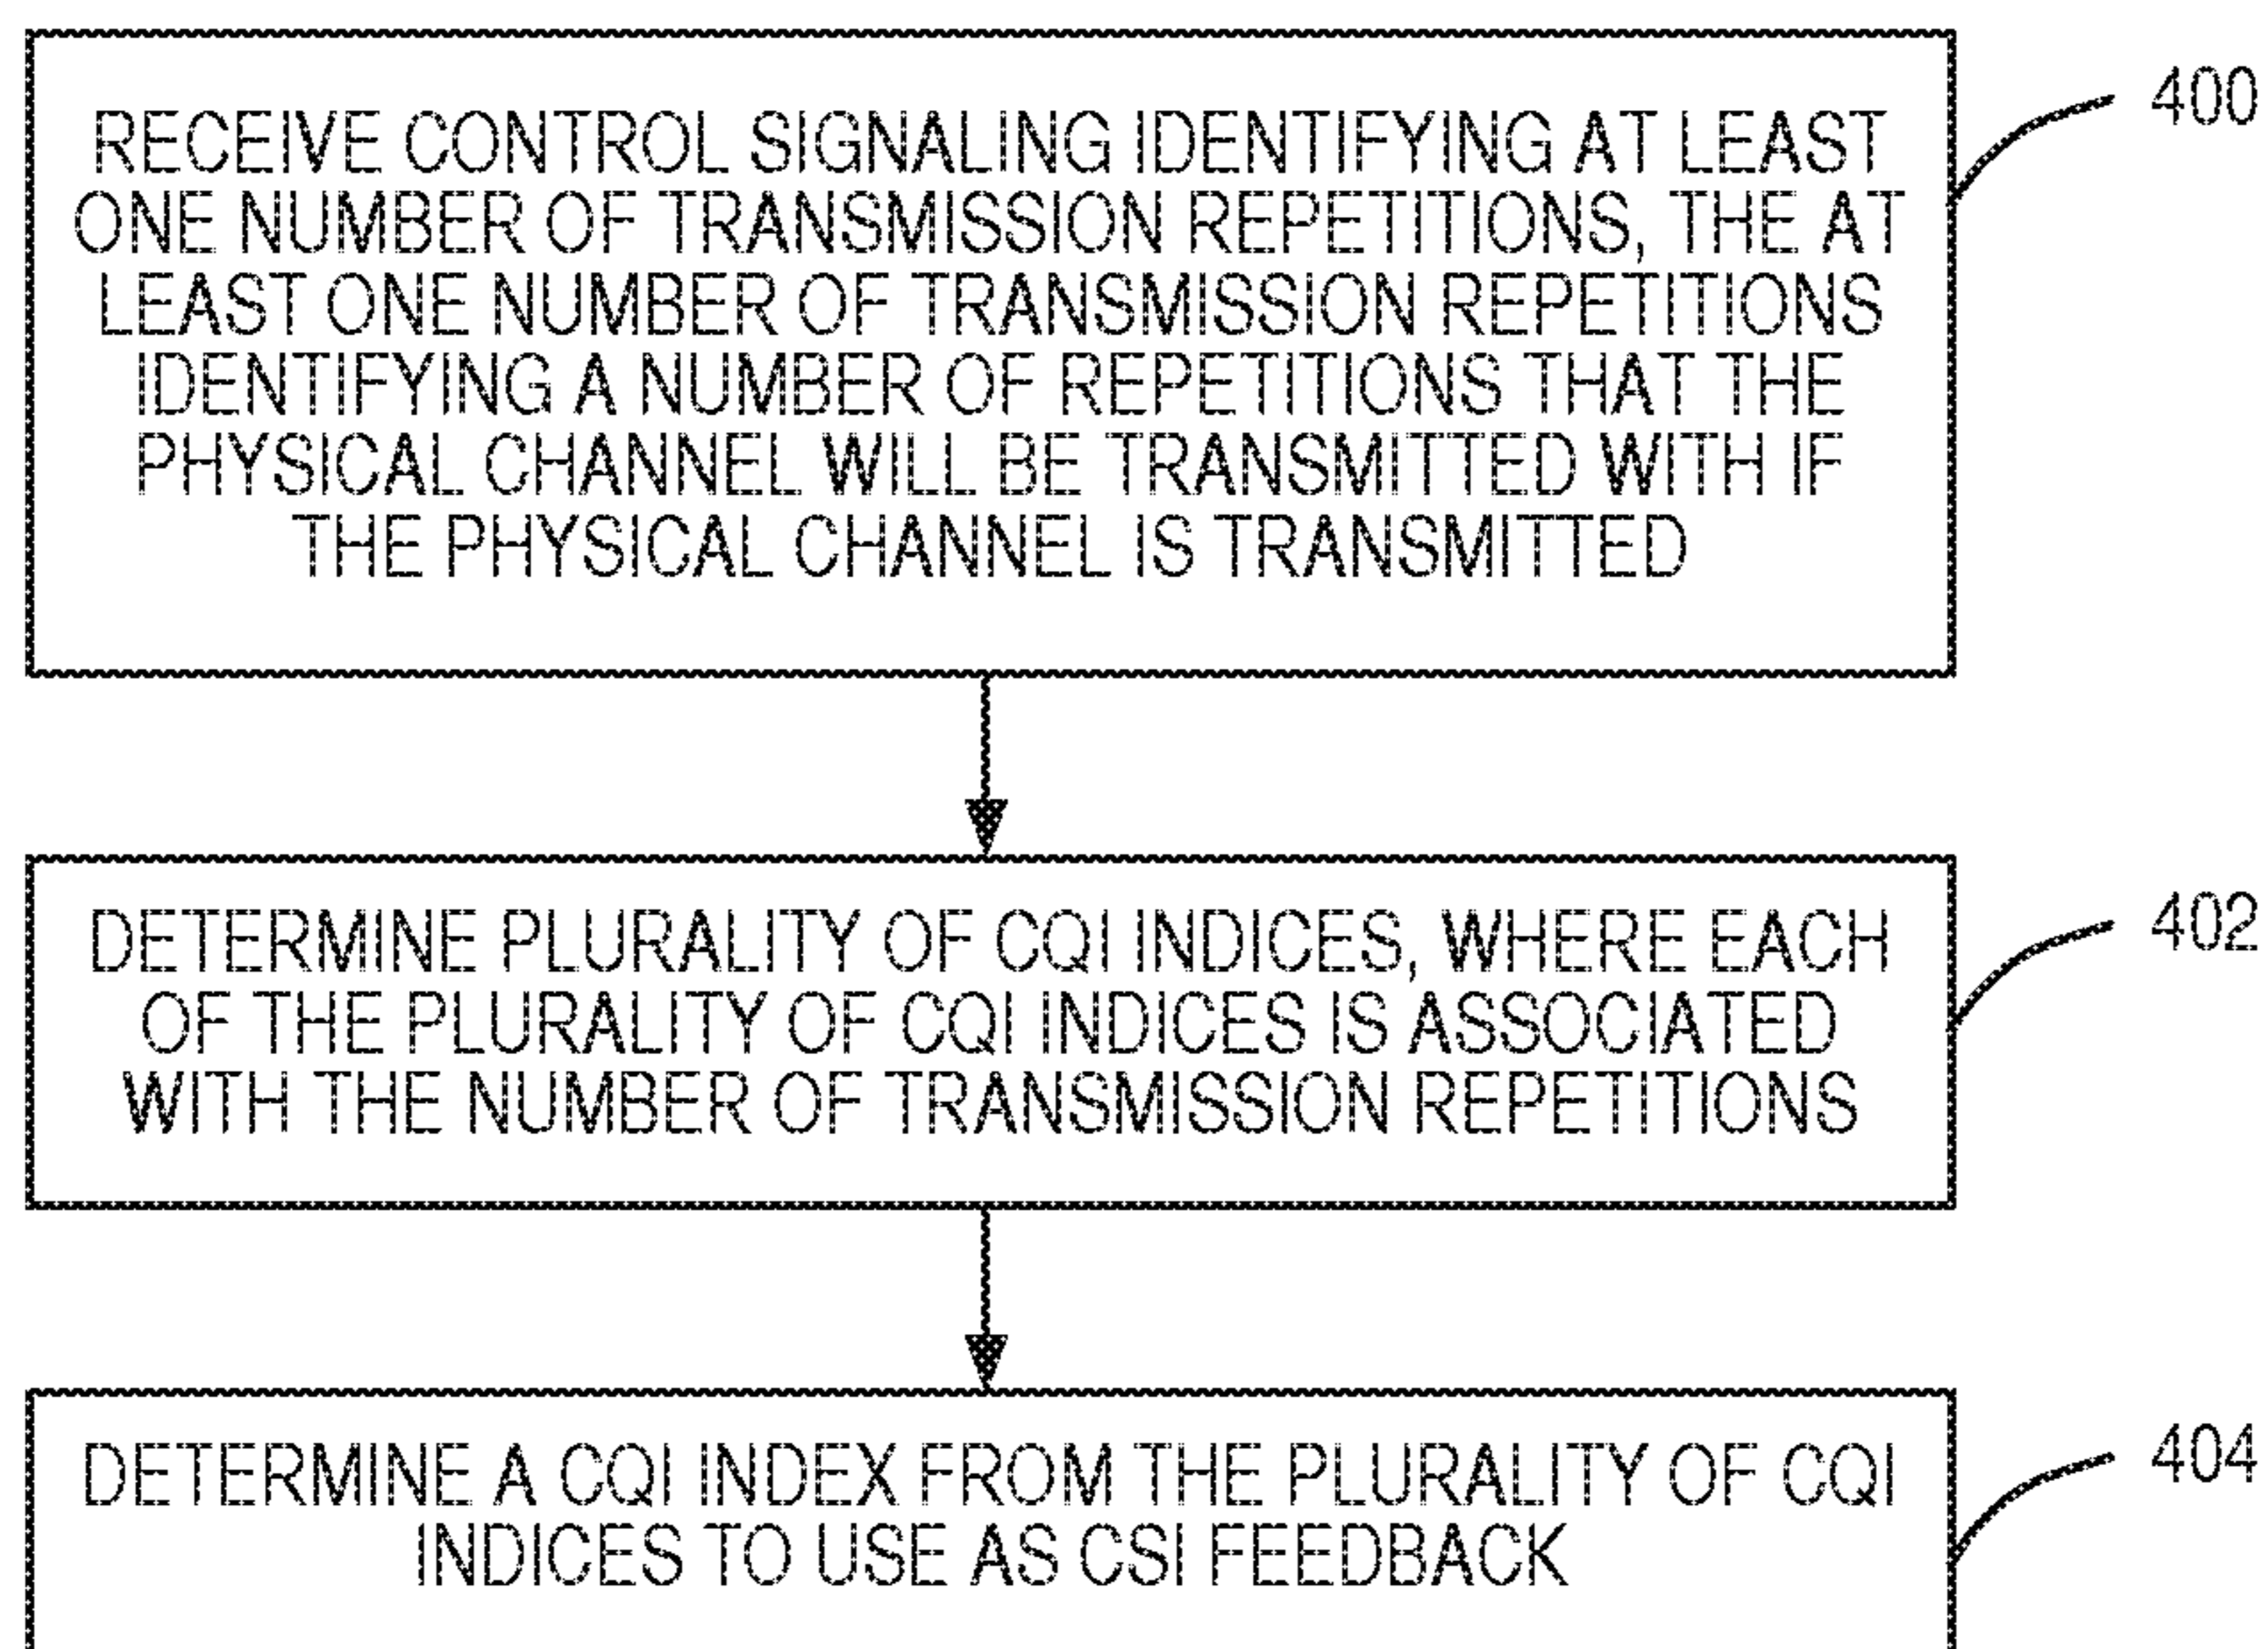 RECEIVE CONTROL SIGNALING IDENTIFYING AT LEAST
ONE NUMBER OF TRANSMISSION REPETITIONS, THE AT
LEAST ONE NUMBER OF TRANSMISSION REPETITIONS
IDENTIFYING A NUMBER OF REPETITIONS THAT THE
PHYSICAL CHANNEL WILL BE TRANSMITTED WITH IF
THE PHYSICAL CHANNEL IS TRANSMITTED
400
DETERMINE PLURALITY OF CQI INDICES, WHERE EACH
OF THE PLURALITY OF CQI INDICES IS ASSOCIATED
WITH THE NUMBER OF TRANSMISSION REPETITIONS
402
DETERMINE A CQI INDEX FROM THE PLURALITY OF CQI
INDICES TO USE AS CSI FEEDBACK
404